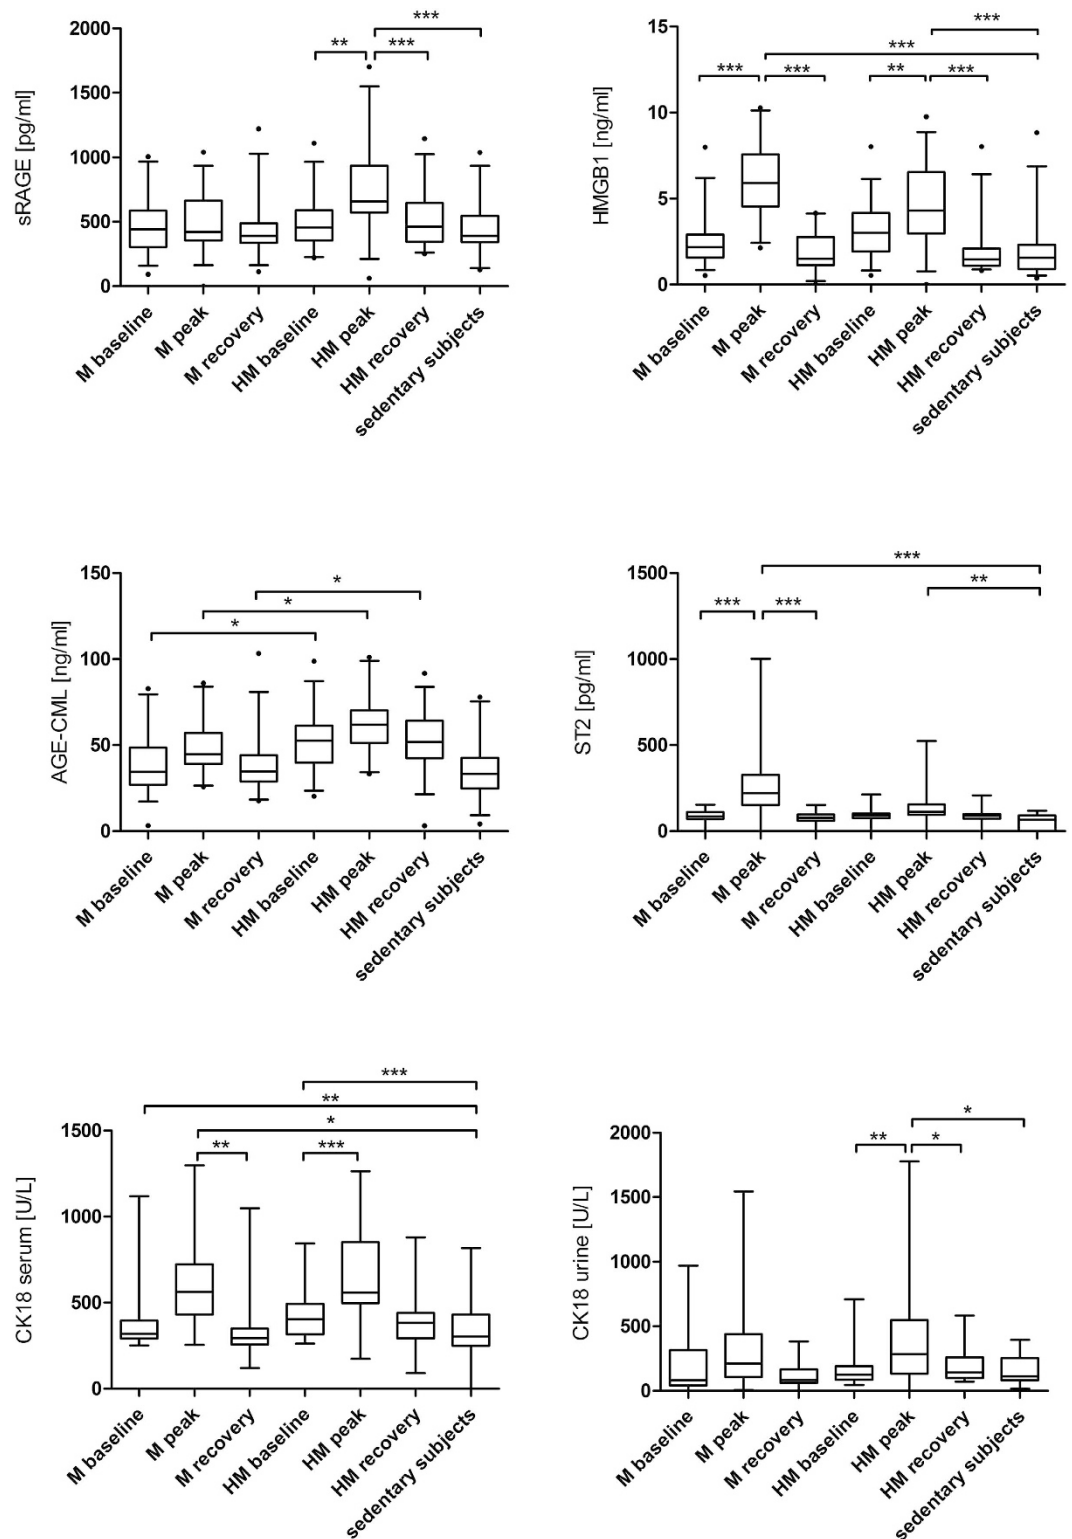 sRAGE [pg/ml]
2000
1500
1000
500
0
***
** ***
M baseline
M peak
M recovery
HM baseline
HM peak
HM recovery
sedentary subjects
HMGB1 [ng/ml]
15
10
5
0
***
***
*** *** ** ***
M baseline
M peak
M recovery
HM baseline
HM peak
HM recovery
sedentary subjects
AGE-CML [ng/ml]
150
100
50
0
*
*
*
M baseline
M peak
M recovery
HM baseline
HM peak
HM recovery
sedentary subjects
ST2 [pg/ml]
1500
1000
500
0
***
**
*** ***
M baseline
M peak
M recovery
HM baseline
HM peak
HM recovery
sedentary subjects
CK18 serum [U/L]
1500
1000
500
0
***
**
*
** ***
M baseline
M peak
M recovery
HM baseline
HM peak
HM recovery
sedentary subjects
CK18 urine [U/L]
2000
1500
1000
500
0
*
** *
M baseline
M peak
M recovery
HM baseline
HM peak
HM recovery
sedentary subjects